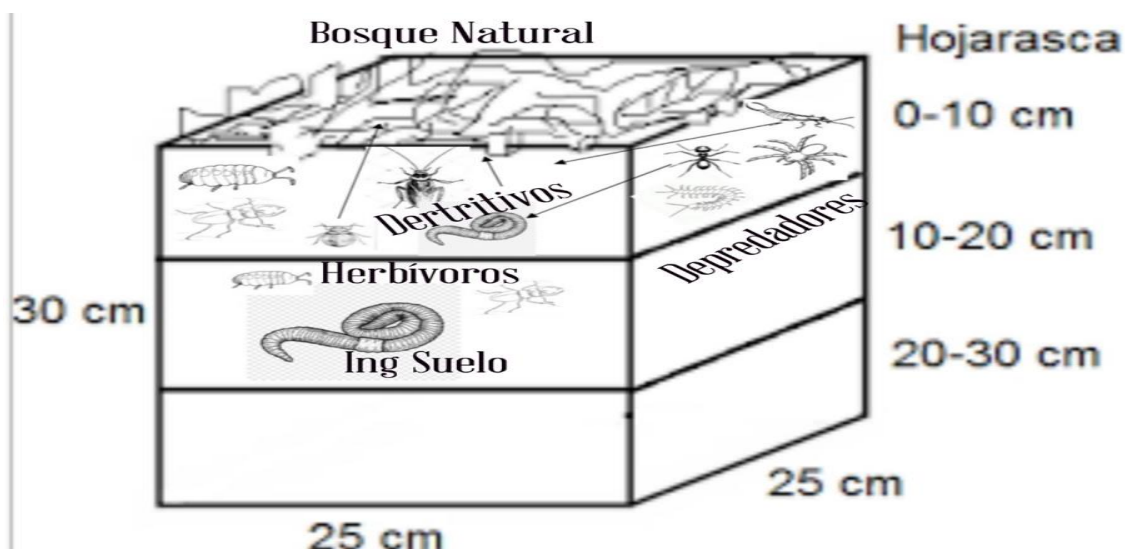 Bosque Natural
Hojarasca
0-10 cm
Dertritivos
Depredadores
10-20 cm
Herbívoros
30 cm
Ing Suelo
20-30 cm
25 cm
25 cm